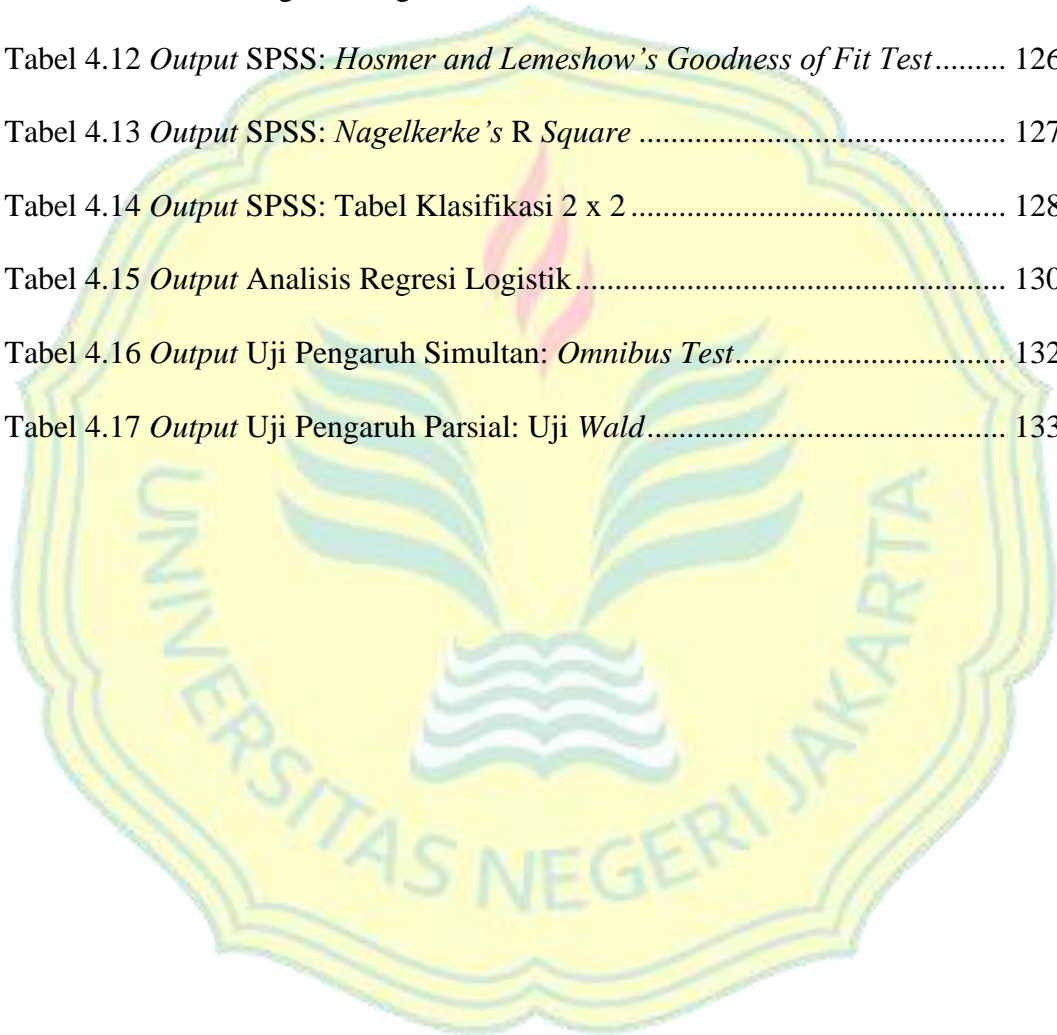 Tabel 4.12 Output SPSS: Hosmer and Lemeshow's Goodness of Fit Test......... 126
Tabel 4.13 Output SPSS: Nagelkerke's R Square ............................................. 127
Tabel 4.14 Output SPSS: Tabel Klasifikasi 2 x 2 .............................................. 128
Tabel 4.15 Output Analisis Regresi Logistik..................................................... 130
Tabel 4.16 Output Uji Pengaruh Simultan: Omnibus Test................................. 132
Tabel 4.17 Output Uji Pengaruh Parsial: Uji Wald............................................ 133
UNIVERSITAS NEGERI JAKARTA